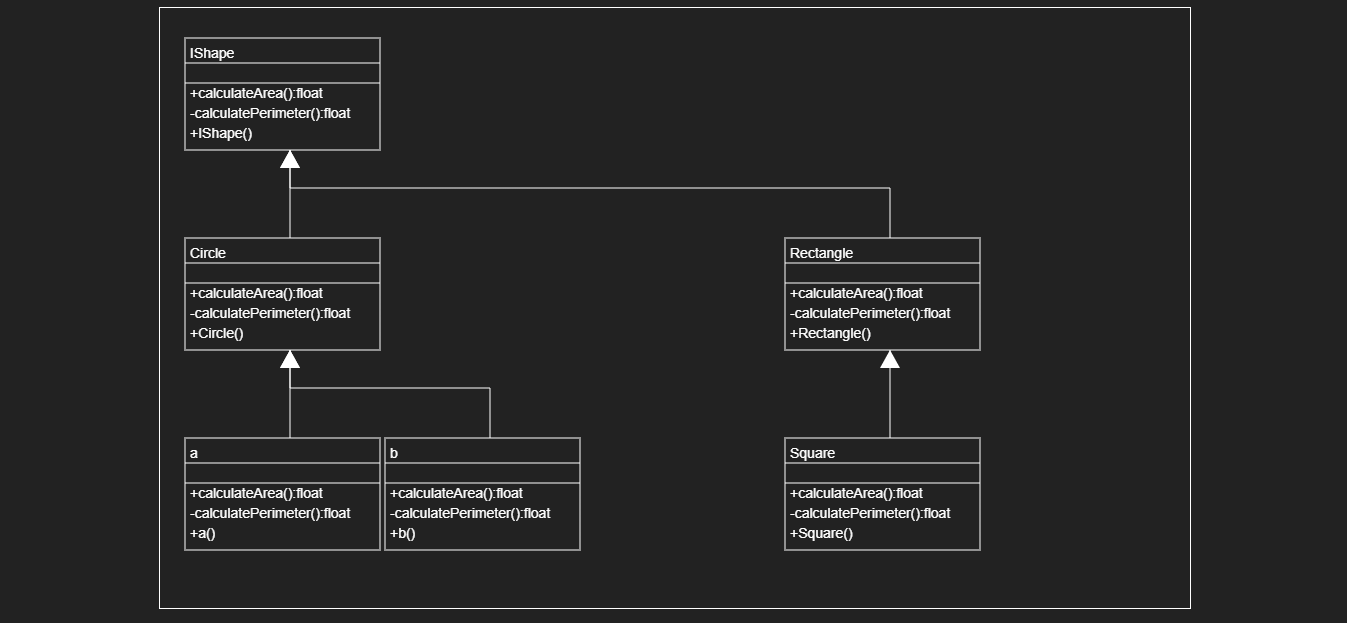 IShape
+calculateArea():float
-calculatePerimeter():float
+IShape()
Circle
+calculateArea():float
-calculatePerimeter():float
+Circle()
Rectangle
+calculateArea():float
-calculatePerimeter():float
+Rectangle()
a
+calculateArea():float
-calculatePerimeter():float
+a()
b
+calculateArea():float
-calculatePerimeter():float
+b()
Square
+calculateArea():float
-calculatePerimeter():float
+Square()